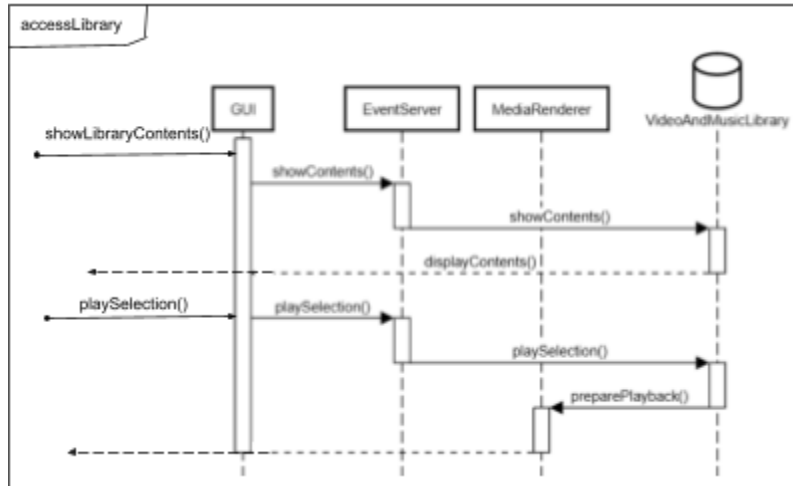 accessLibrary
GUI
EventServer
MediaRenderer
VideoAndMusicLibrary
showLibraryContents()
showContents()
showContents()
displayContents()
playSelection()
playSelection()
playSelection()
preparePlayback()